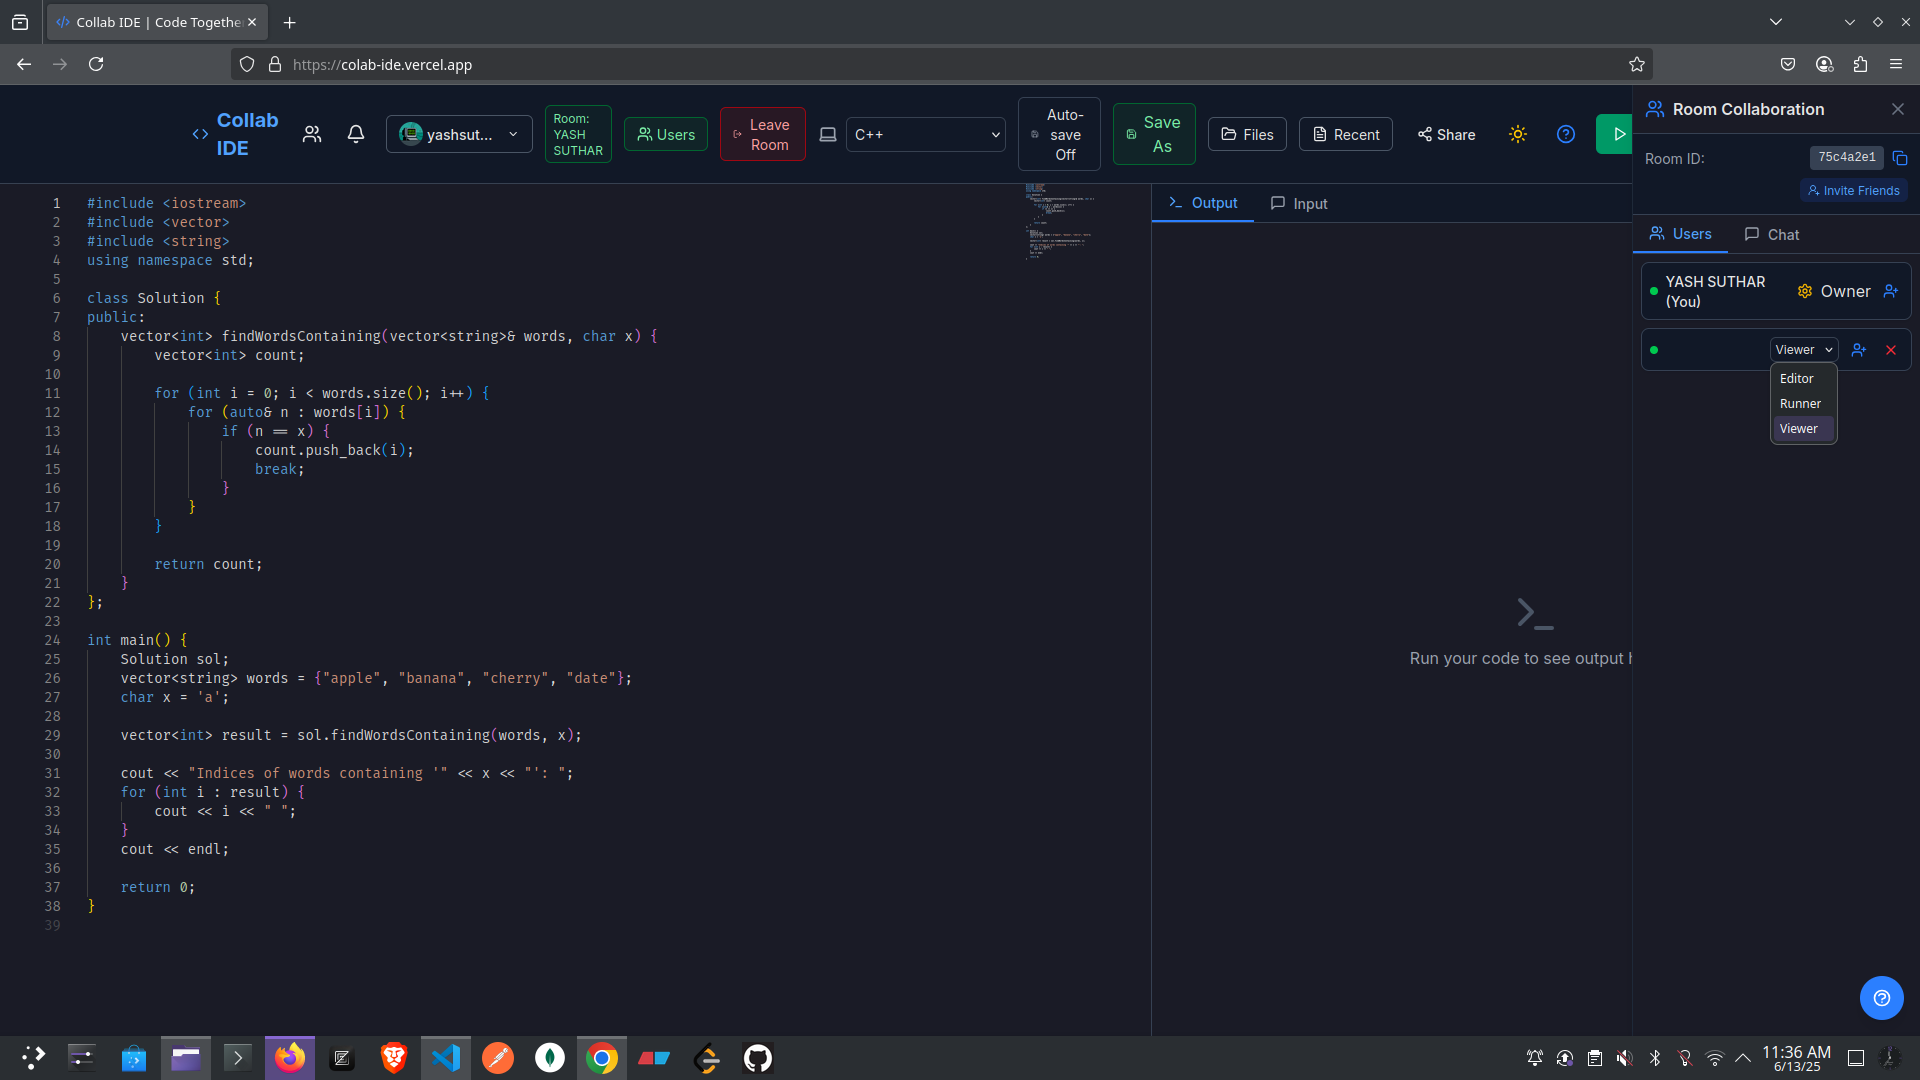 Collab IDE | Code Togethe
https://colab-ide.vercel.app
Collab
IDE
yashsut...
Room:
YASH
SUTHAR
Users
Leave
Room
C++
Auto-
save
Off
Save
As
Files
Recent
Share
Room Collaboration
Room ID:
75c4a2e1
Invite Friends
Users
Chat
YASH SUTHAR
(You)
Owner
Viewer
Editor
Runner
Viewer
Output
Input
Run your code to see output h
1 #include <iostream>
2 #include <vector>
3 #include <string>
4 using namespace std;
5
6 class Solution {
7 public:
8 vector<int> findWordsContaining(vector<string>& words, char x) {
9 vector<int> count;
10
11 for (int i = 0; i < words.size(); i++) {
12 for (auto& n : words[i]) {
13 if (n == x) {
14 count.push_back(i);
15 break;
16 }
17 }
18 }
19
20 return count;
21 }
22 };
23
24 int main() {
25 Solution sol;
26 vector<string> words = {"apple", "banana", "cherry", "date"};
27 char x = 'a';
28
29 vector<int> result = sol.findWordsContaining(words, x);
30
31 cout << "Indices of words containing '" << x << "': ";
32 for (int i : result) {
33 cout << i << " ";
34 }
35 cout << endl;
36
37 return 0;
38 }
39
11:36 AM
6/13/25